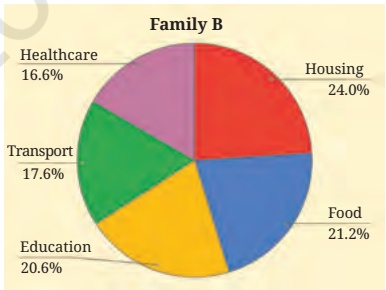 Family B
Healthcare
16.6%
Housing
24.0%
Transport
17.6%
Food
21.2%
Education
20.6%